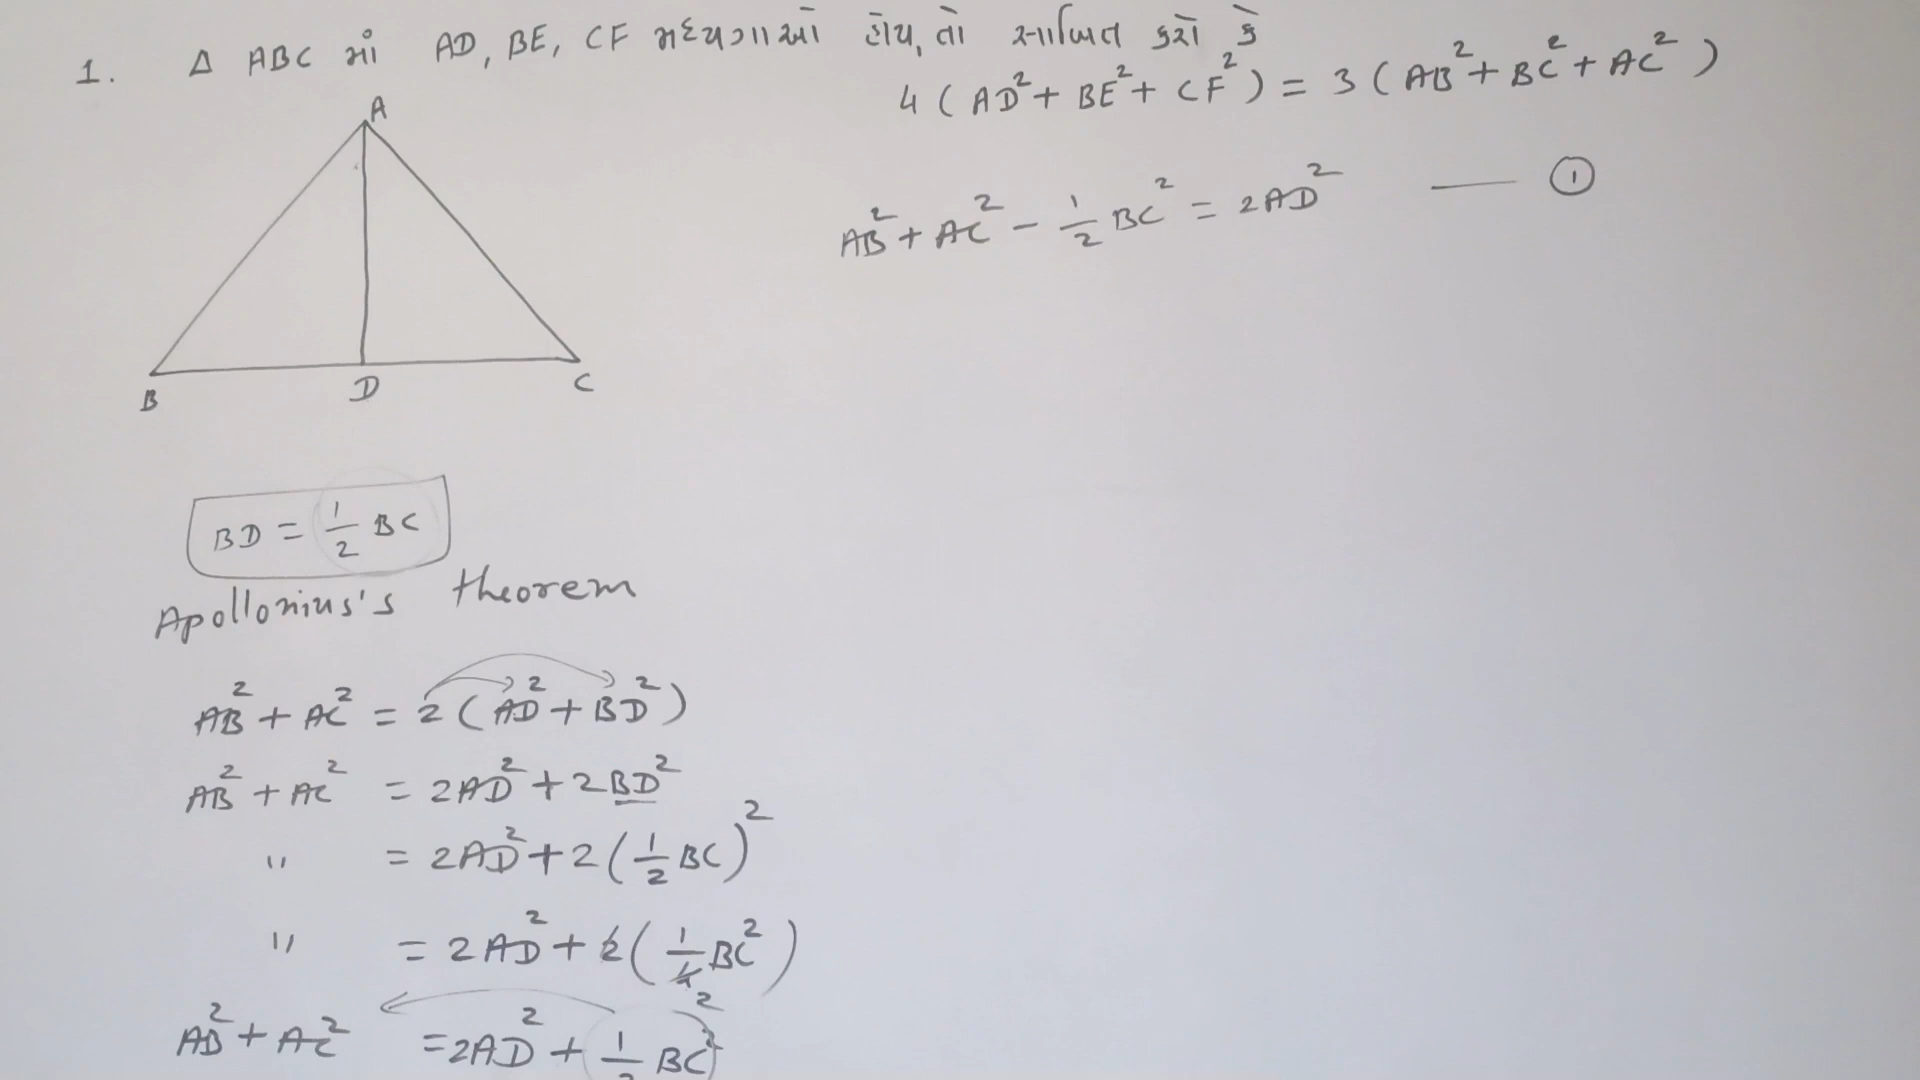 1. Δ ABC માં AD, BE, CF મધ્યગાઓ હોય, તો સાબિત કરો કે
4 ( AD² + BE² + CF² ) = 3 ( AB² + BC² + AC² )
A
B D C
AB² + AC² - 1/2 BC² = 2AD² —— ①
BD = 1/2 BC
Apollonius's theorem
AB² + AC² = 2 ( AD² + BD² )
AB² + AC² = 2AD² + 2BD²
" = 2AD² + 2 ( 1/2 BC )²
" = 2AD² + 2 ( 1/4 BC² )
AB² + AC² = 2AD² + 1/2 BC²